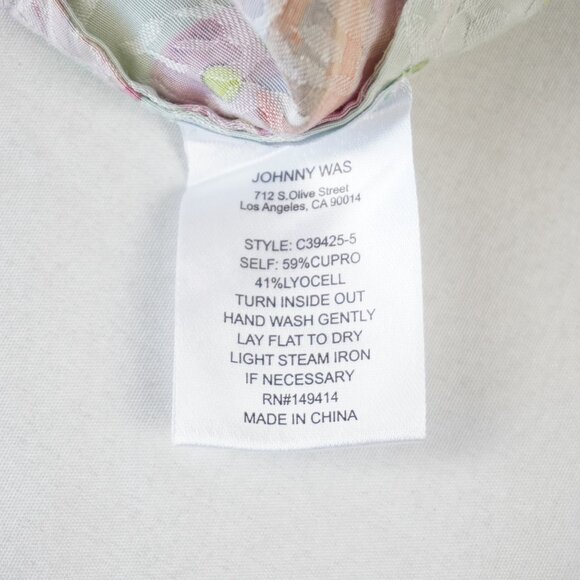 JOHNNY WAS
712 S.Olive Street
Los Angeles, CA 90014
STYLE: C39425-5
SELF: 59%CUPRO
41%LYOCELL
TURN INSIDE OUT
HAND WASH GENTLY
LAY FLAT TO DRY
LIGHT STEAM IRON
IF NECESSARY
RN#149414
MADE IN CHINA